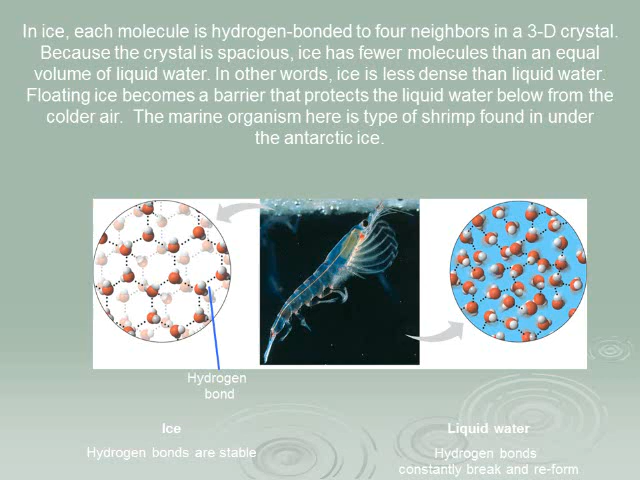 In ice, each molecule is hydrogen-bonded to four neighbors in a 3-D crystal.
Because the crystal is spacious, ice has fewer molecules than an equal
volume of liquid water. In other words, ice is less dense than liquid water.
Floating ice becomes a barrier that protects the liquid water below from the
colder air.  The marine organism here is type of shrimp found in under
the antarctic ice.
Hydrogen
bond
Ice
Hydrogen bonds are stable
Liquid water
Hydrogen bonds
constantly break and re-form